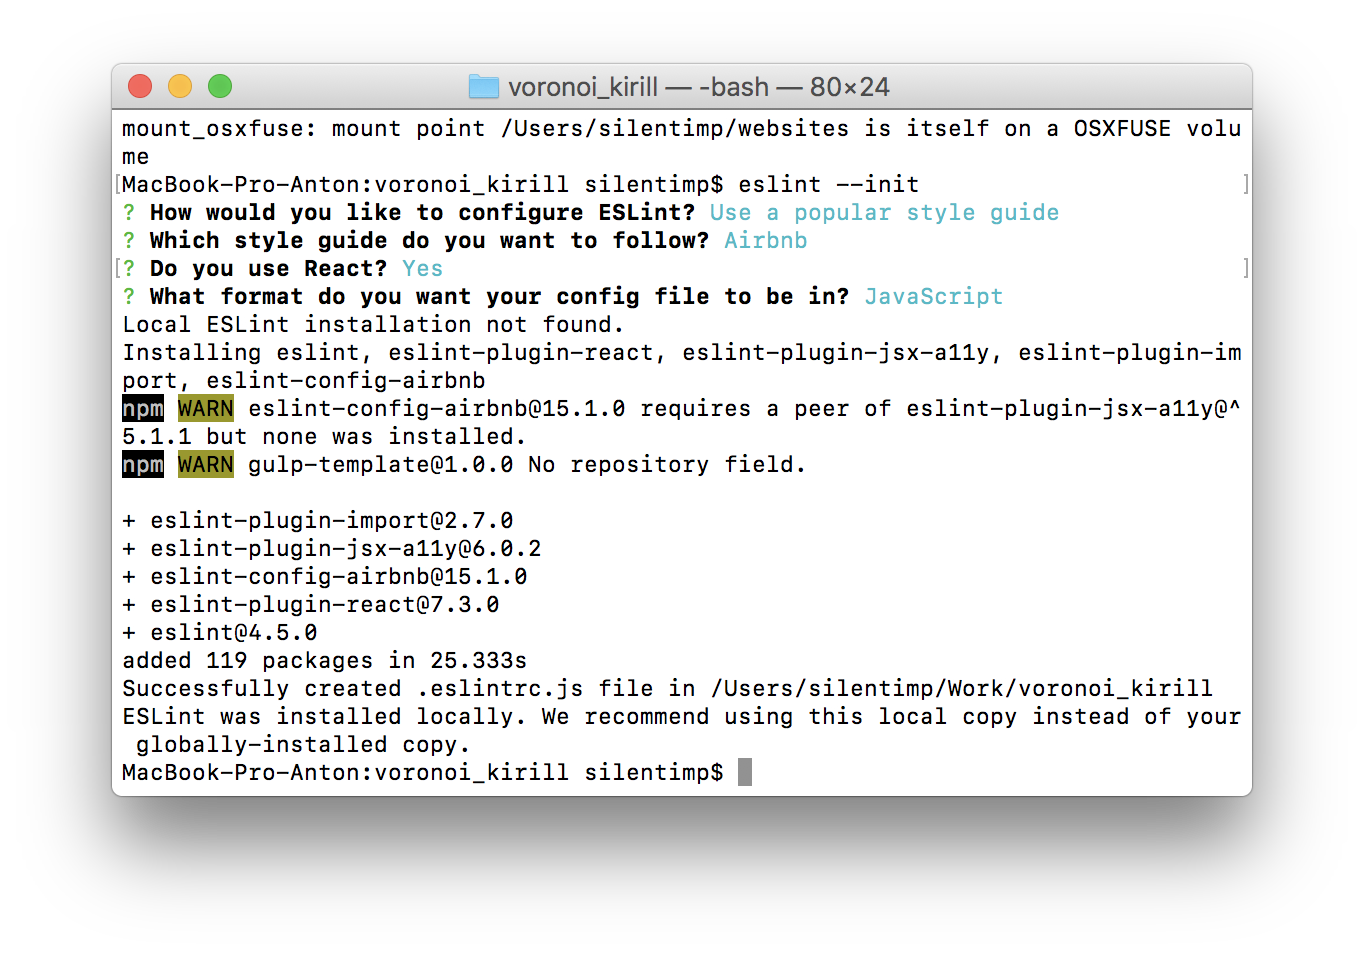 voronoi_kirill — -bash — 80×24
mount_osxfuse: mount point /Users/silentimp/websites is itself on a OSXFUSE volu
me
[MacBook-Pro-Anton:voronoi_kirill silentimp$ eslint --init ]
? How would you like to configure ESLint? Use a popular style guide
? Which style guide do you want to follow? Airbnb
[? Do you use React? Yes ]
? What format do you want your config file to be in? JavaScript
Local ESLint installation not found.
Installing eslint, eslint-plugin-react, eslint-plugin-jsx-a11y, eslint-plugin-im
port, eslint-config-airbnb
npm WARN eslint-config-airbnb@15.1.0 requires a peer of eslint-plugin-jsx-a11y@^
5.1.1 but none was installed.
npm WARN gulp-template@1.0.0 No repository field.
+ eslint-plugin-import@2.7.0
+ eslint-plugin-jsx-a11y@6.0.2
+ eslint-config-airbnb@15.1.0
+ eslint-plugin-react@7.3.0
+ eslint@4.5.0
added 119 packages in 25.333s
Successfully created .eslintrc.js file in /Users/silentimp/Work/voronoi_kirill
ESLint was installed locally. We recommend using this local copy instead of your
 globally-installed copy.
MacBook-Pro-Anton:voronoi_kirill silentimp$